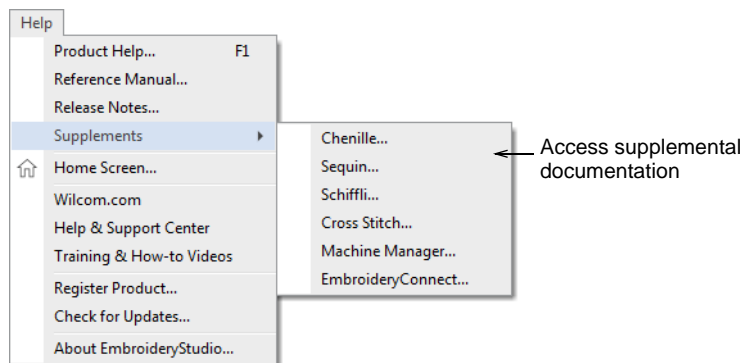 Help
Product Help... F1
Reference Manual...
Release Notes...
Supplements
Home Screen...
Wilcom.com
Help & Support Center
Training & How-to Videos
Register Product...
Check for Updates...
About EmbroideryStudio...
Chenille...
Sequin...
Schiffli...
Cross Stitch...
Machine Manager...
EmbroideryConnect...
Access supplemental
documentation